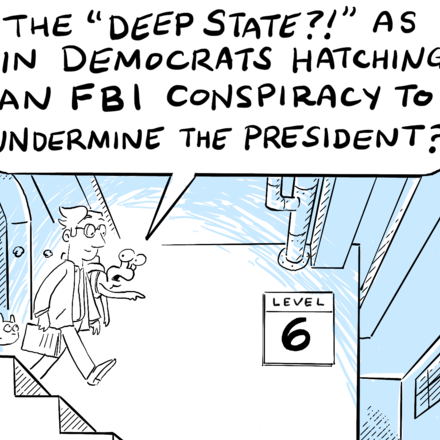 THE "DEEP STATE?!" AS
IN DEMOCRATS HATCHING
AN FBI CONSPIRACY TO
UNDERMINE THE PRESIDENT?
LEVEL
6